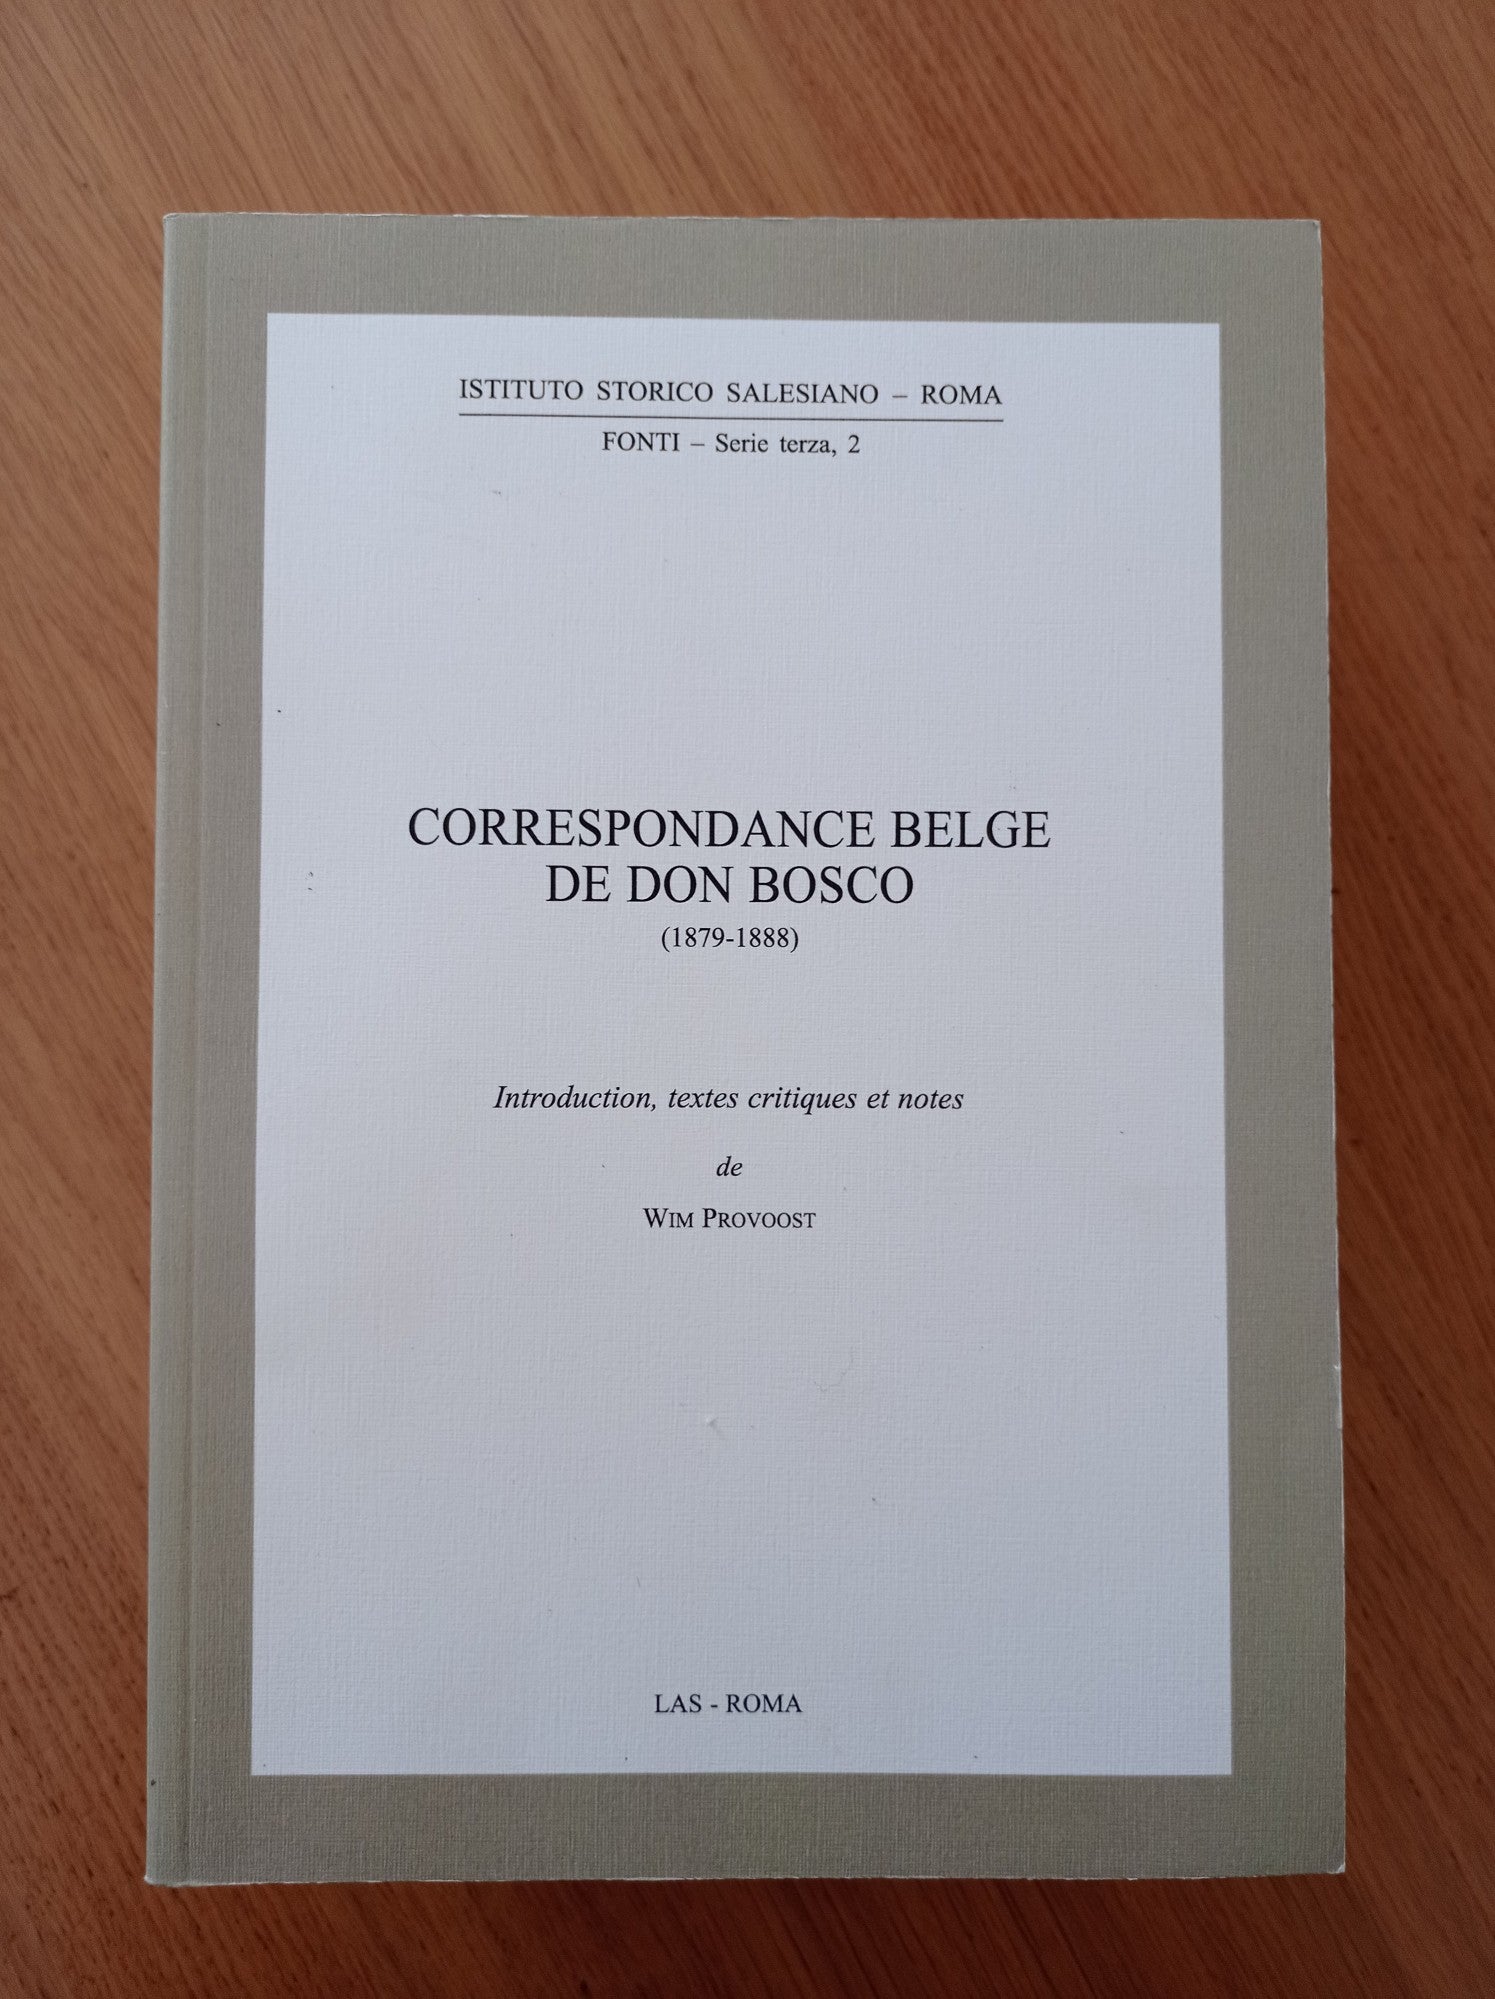 ISTITUTO STORICO SALESIANO – ROMA
FONTI – Serie terza, 2
CORRESPONDANCE BELGE
DE DON BOSCO
(1879-1888)
Introduction, textes critiques et notes
de
WIM PROVOOST
LAS - ROMA